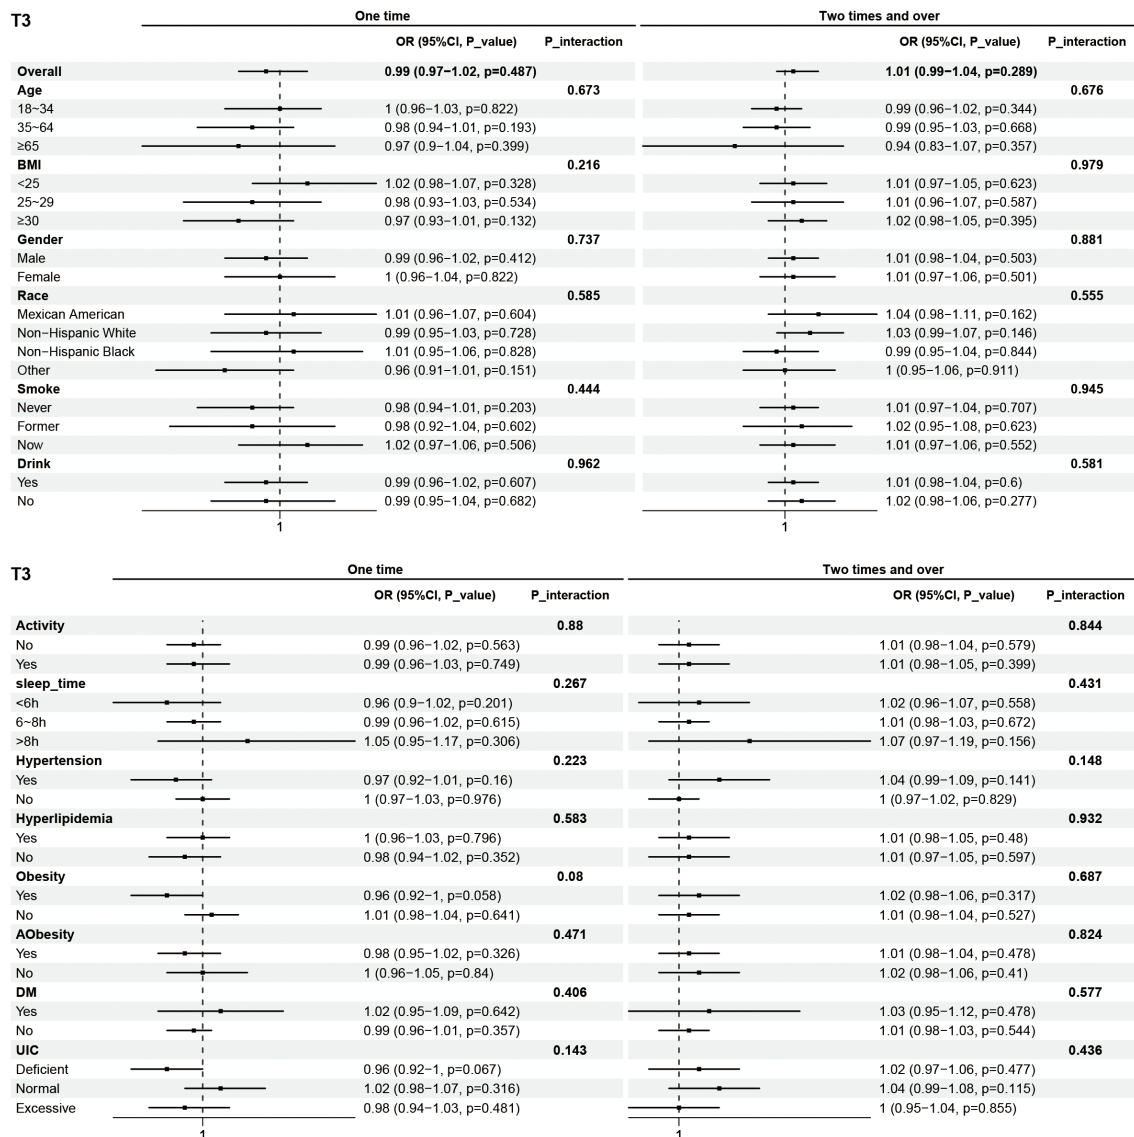 T3 One time Two times and over
OR (95%CI, P_value) P_interaction OR (95%CI, P_value) P_interaction
Overall 0.99 (0.97−1.02, p=0.487) 1.01 (0.99−1.04, p=0.289)
Age 0.673 0.676
18~34 1 (0.96−1.03, p=0.822) 0.99 (0.96−1.02, p=0.344)
35~64 0.98 (0.94−1.01, p=0.193) 0.99 (0.95−1.03, p=0.668)
≥65 0.97 (0.9−1.04, p=0.399) 0.94 (0.83−1.07, p=0.357)
BMI 0.216 0.979
<25 1.02 (0.98−1.07, p=0.328) 1.01 (0.97−1.05, p=0.623)
25~29 0.98 (0.93−1.03, p=0.534) 1.01 (0.96−1.07, p=0.587)
≥30 0.97 (0.93−1.01, p=0.132) 1.02 (0.98−1.05, p=0.395)
Gender 0.737 0.881
Male 0.99 (0.96−1.02, p=0.412) 1.01 (0.98−1.04, p=0.503)
Female 1 (0.96−1.04, p=0.822) 1.01 (0.97−1.06, p=0.501)
Race 0.585 0.555
Mexican American 1.01 (0.96−1.07, p=0.604) 1.04 (0.98−1.11, p=0.162)
Non−Hispanic White 0.99 (0.95−1.03, p=0.728) 1.03 (0.99−1.07, p=0.146)
Non−Hispanic Black 1.01 (0.95−1.06, p=0.828) 0.99 (0.95−1.04, p=0.844)
Other 0.96 (0.91−1.01, p=0.151) 1 (0.95−1.06, p=0.911)
Smoke 0.444 0.945
Never 0.98 (0.94−1.01, p=0.203) 1.01 (0.97−1.04, p=0.707)
Former 0.98 (0.92−1.04, p=0.602) 1.02 (0.95−1.08, p=0.623)
Now 1.02 (0.97−1.06, p=0.506) 1.01 (0.97−1.06, p=0.552)
Drink 0.962 0.581
Yes 0.99 (0.96−1.02, p=0.607) 1.01 (0.98−1.04, p=0.6)
No 0.99 (0.95−1.04, p=0.682) 1.02 (0.98−1.06, p=0.277)
1 1
T3 One time Two times and over
OR (95%CI, P_value) P_interaction OR (95%CI, P_value) P_interaction
Activity 0.88 0.844
No 0.99 (0.96−1.02, p=0.563) 1.01 (0.98−1.04, p=0.579)
Yes 0.99 (0.96−1.03, p=0.749) 1.01 (0.98−1.05, p=0.399)
sleep_time 0.267 0.431
<6h 0.96 (0.9−1.02, p=0.201) 1.02 (0.96−1.07, p=0.558)
6~8h 0.99 (0.96−1.02, p=0.615) 1.01 (0.98−1.03, p=0.672)
>8h 1.05 (0.95−1.17, p=0.306) 1.07 (0.97−1.19, p=0.156)
Hypertension 0.223 0.148
Yes 0.97 (0.92−1.01, p=0.16) 1.04 (0.99−1.09, p=0.141)
No 1 (0.97−1.03, p=0.976) 1 (0.97−1.02, p=0.829)
Hyperlipidemia 0.583 0.932
Yes 1 (0.96−1.03, p=0.796) 1.01 (0.98−1.05, p=0.48)
No 0.98 (0.94−1.02, p=0.352) 1.01 (0.97−1.05, p=0.597)
Obesity 0.08 0.687
Yes 0.96 (0.92−1, p=0.058) 1.02 (0.98−1.06, p=0.317)
No 1.01 (0.98−1.04, p=0.641) 1.01 (0.98−1.04, p=0.527)
AObesity 0.471 0.824
Yes 0.98 (0.95−1.02, p=0.326) 1.01 (0.98−1.04, p=0.478)
No 1 (0.96−1.05, p=0.84) 1.02 (0.98−1.06, p=0.41)
DM 0.406 0.577
Yes 1.02 (0.95−1.09, p=0.642) 1.03 (0.95−1.12, p=0.478)
No 0.99 (0.96−1.01, p=0.357) 1.01 (0.98−1.03, p=0.544)
UIC 0.143 0.436
Deficient 0.96 (0.92−1, p=0.067) 1.02 (0.97−1.06, p=0.477)
Normal 1.02 (0.98−1.07, p=0.316) 1.04 (0.99−1.08, p=0.115)
Excessive 0.98 (0.94−1.03, p=0.481) 1 (0.95−1.04, p=0.855)
1 1